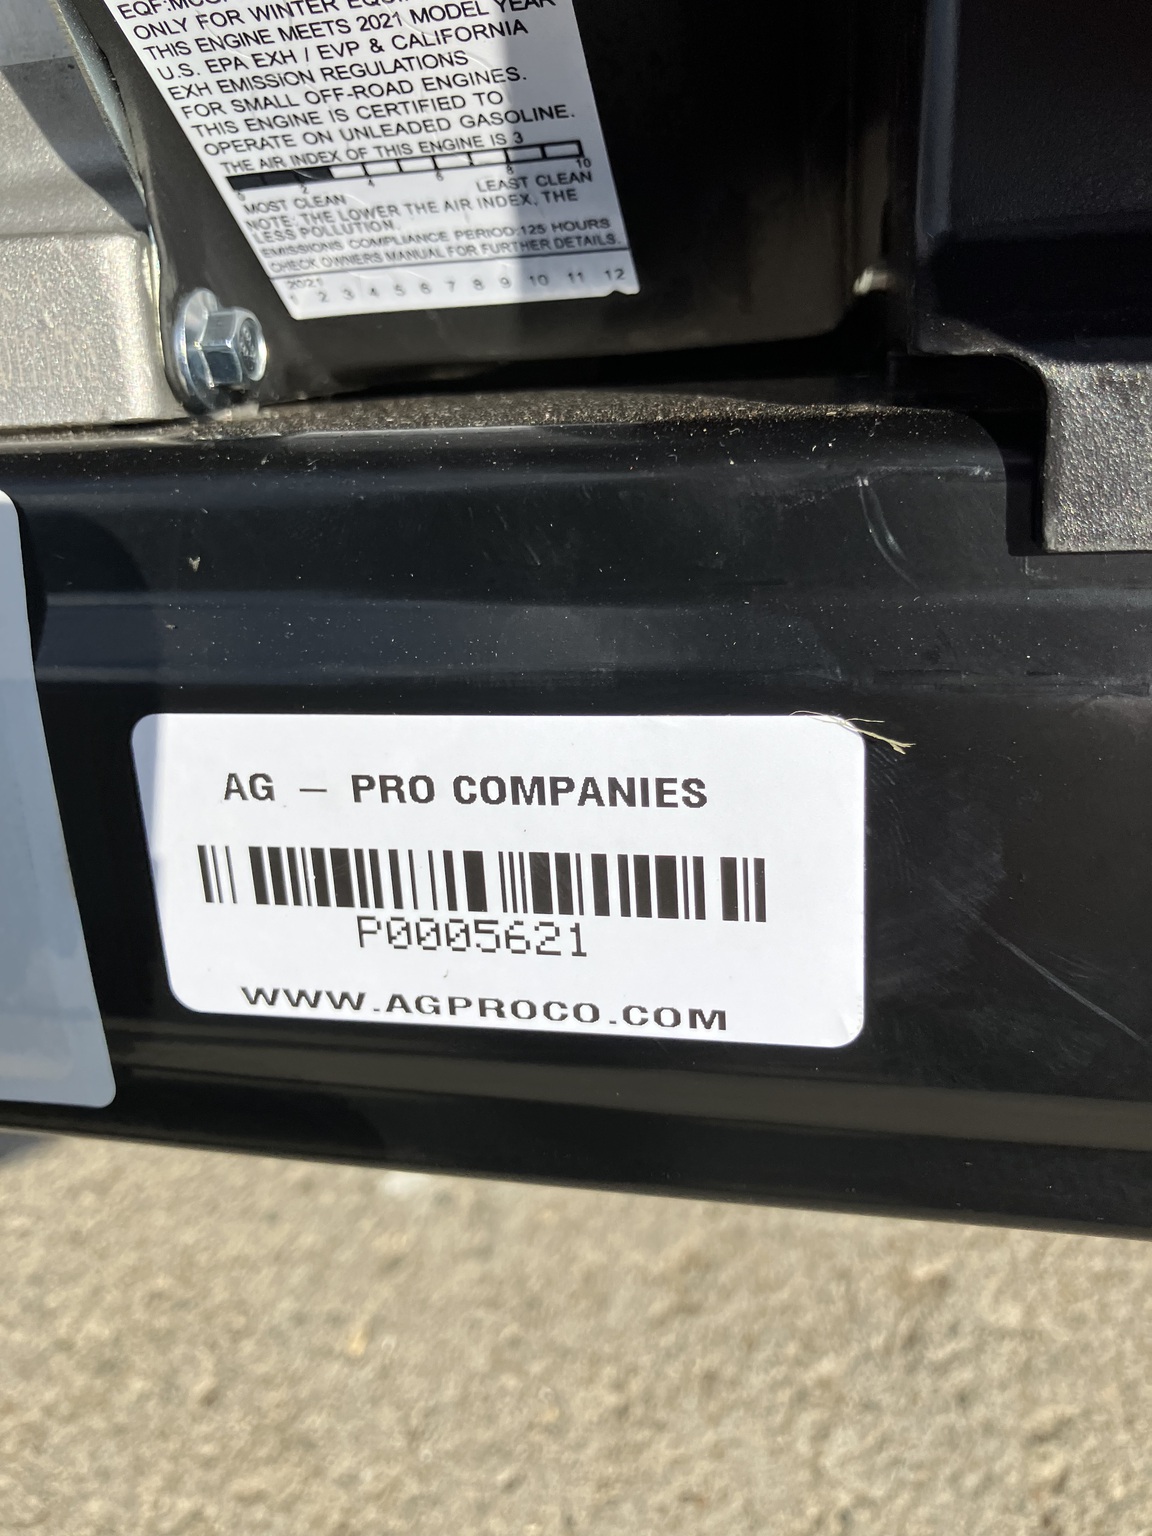 ONLY FOR WINTER
THIS ENGINE MEETS 2021 MODEL YEAR
U.S. EPA EXH / EVP & CALIFORNIA
EXH EMISSION REGULATIONS
FOR SMALL OFF-ROAD ENGINES.
THIS ENGINE IS CERTIFIED TO
OPERATE ON UNLEADED GASOLINE.
THE AIR INDEX OF THIS ENGINE IS 3
0 2 4 6 8 10
MOST CLEAN LEAST CLEAN
NOTE: THE LOWER THE AIR INDEX, THE
LESS POLLUTION.
EMISSIONS COMPLIANCE PERIOD:125 HOURS
CHECK OWNERS MANUAL FOR FURTHER DETAILS.
2021
1 2 3 4 5 6 7 8 9 10 11 12
AG – PRO COMPANIES
P0005621
WWW.AGPROCO.COM